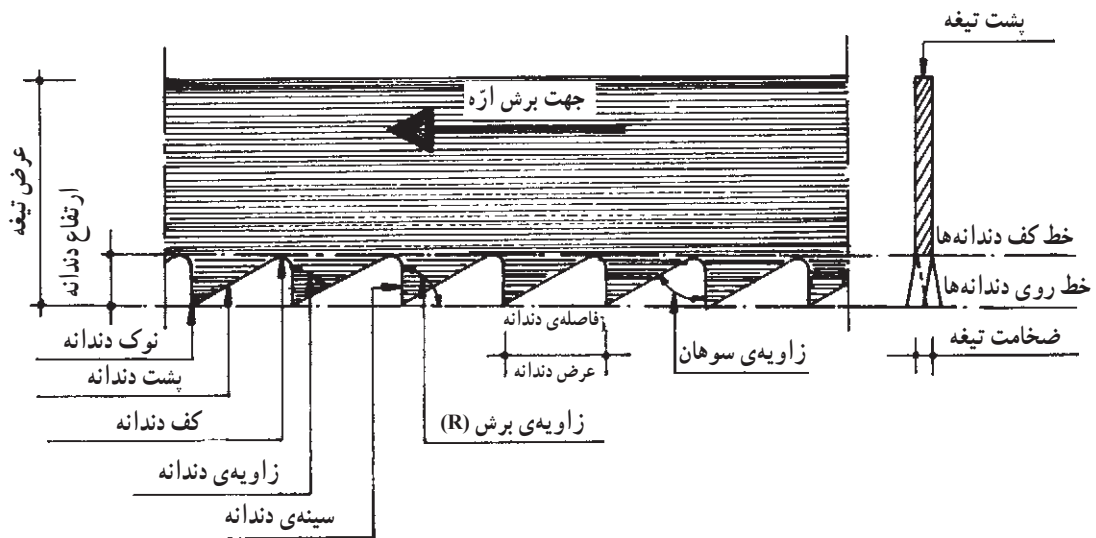 پشت تیغه
جهت برش ارّه
عرض تیغه
ارتفاع دندانه
خط کف دندانه‌ها
خط روی دندانه‌ها
ضخامت تیغه
فاصله‌ی دندانه
عرض دندانه
زاویه‌ی سوهان
نوک دندانه
پشت دندانه
کف دندانه
زاویه‌ی برش (R)
زاویه‌ی دندانه
سینه‌ی دندانه